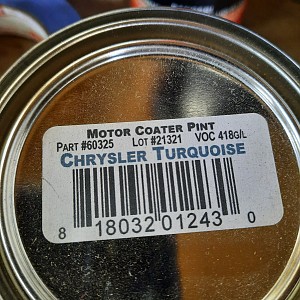 Motor Coater Pint
Part #60325 Lot #21321 VOC 418g/L
Chrysler Turquoise
8 18032 01243 0